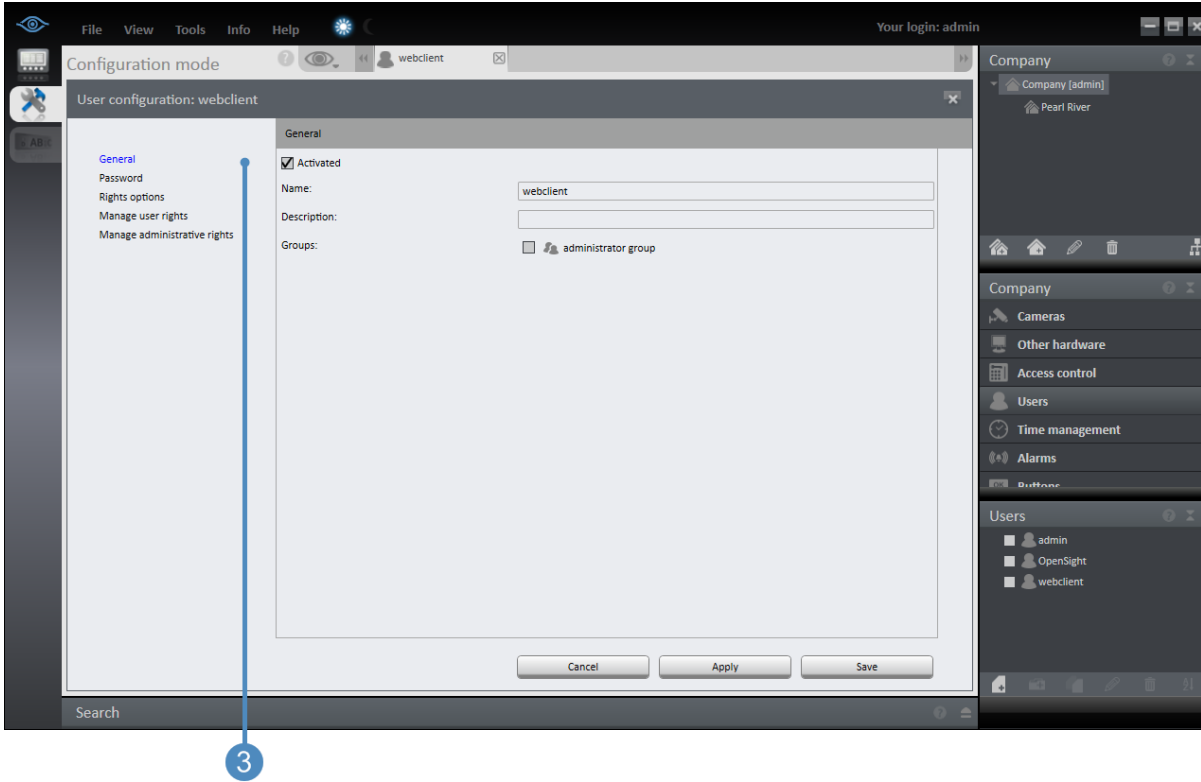 File View Tools Info Help Your login: admin
Configuration mode
webclient
User configuration: webclient
General
Password
Rights options
Manage user rights
Manage administrative rights
General
Activated
Name: webclient
Description:
Groups: administrator group
Cancel Apply Save
Search
Company
Company [admin]
Pearl River
Company
Cameras
Other hardware
Access control
Users
Time management
Alarms
Buttons
Users
admin
OpenSight
webclient
3